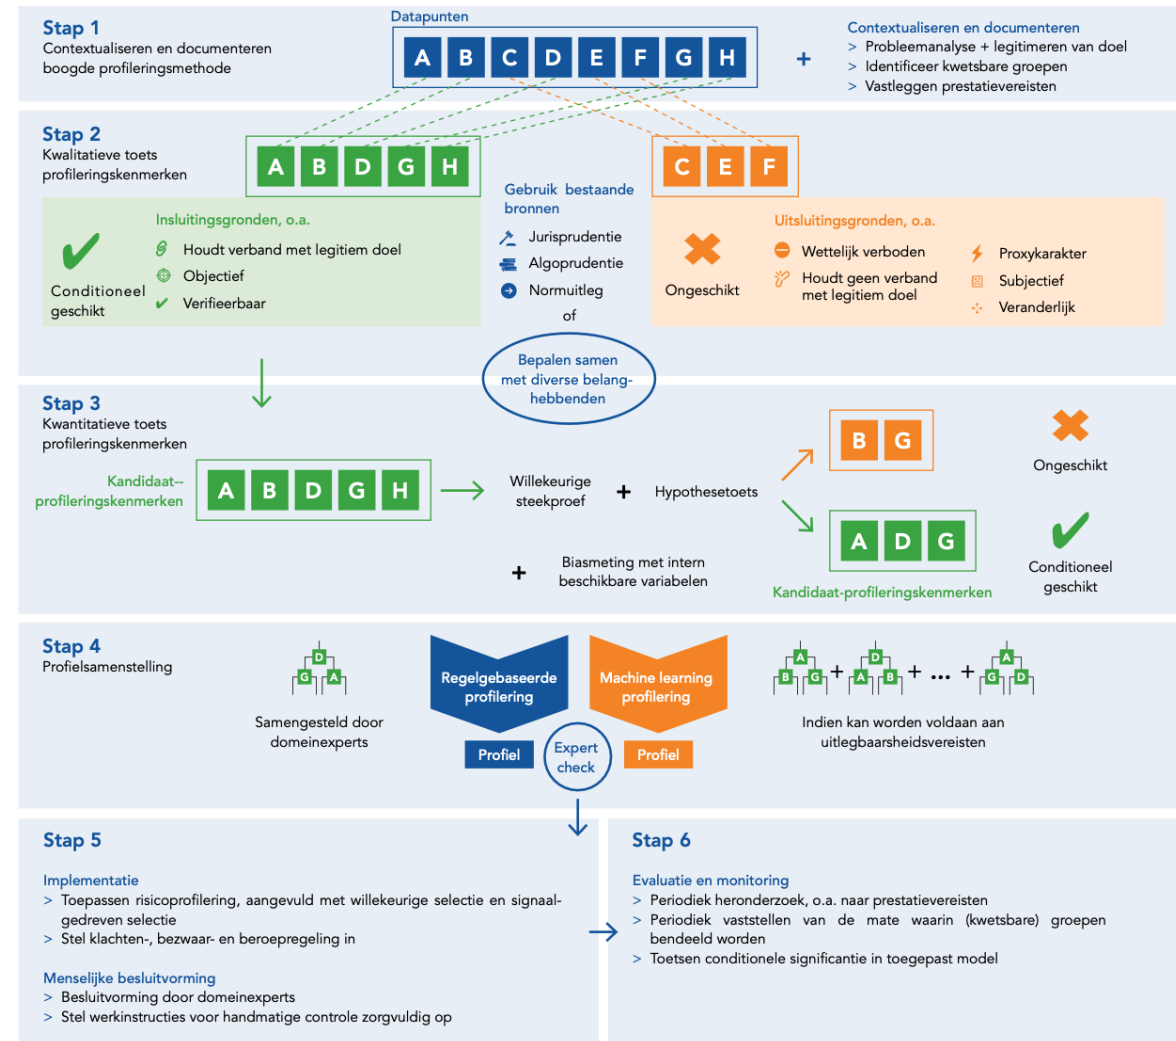 Stap 1
Contextualiseren en documenteren
boogde profileringsmethode
Datapunten
A B C D E F G H
+
Contextualiseren en documenteren
> Probleemanalyse + legitimeren van doel
> Identificeer kwetsbare groepen
> Vastleggen prestatievereisten
Stap 2
Kwalitatieve toets
profileringskenmerken
A B D G H
C E F
Insluitingsgronden, o.a.
Houdt verband met legitiem doel
Objectief
Verifieerbaar
Conditioneel
geschikt
Gebruik bestaande
bronnen
Jurisprudentie
Algoprudentie
Normuitleg
of
Bepalen samen
met diverse belang-
hebbenden
Ongeschikt
Uitsluitingsgronden, o.a.
Wettelijk verboden
Houdt geen verband
met legitiem doel
Proxykarakter
Subjectief
Veranderlijk
Stap 3
Kwantitatieve toets
profileringskenmerken
Kandidaat--
profileringskenmerken
A B D G H
Willekeurige
steekproef
+
Hypothesetoets
+
Biasmeting met intern
beschikbare variabelen
B G
Ongeschikt
A D G
Kandidaat-profileringskenmerken
Conditioneel
geschikt
Stap 4
Profielsamenstelling
D
G A
Samengesteld door
domeinexperts
Regelgebaseerde
profilering
Profiel
Expert
check
Machine learning
profilering
Profiel
A D A
B G + A B + ... + G D
Indien kan worden voldaan aan
uitlegbaarsheidsvereisten
Stap 5
Implementatie
> Toepassen risicoprofilering, aangevuld met willekeurige selectie en signaal-
gedreven selectie
> Stel klachten-, bezwaar- en beroepregeling in
Menselijke besluitvorming
> Besluitvorming door domeinexperts
> Stel werkinstructies voor handmatige controle zorgvuldig op
Stap 6
Evaluatie en monitoring
> Periodiek heronderzoek, o.a. naar prestatievereisten
> Periodiek vaststellen van de mate waarin (kwetsbare) groepen
bendeeld worden
> Toetsen conditionele significantie in toegepast model